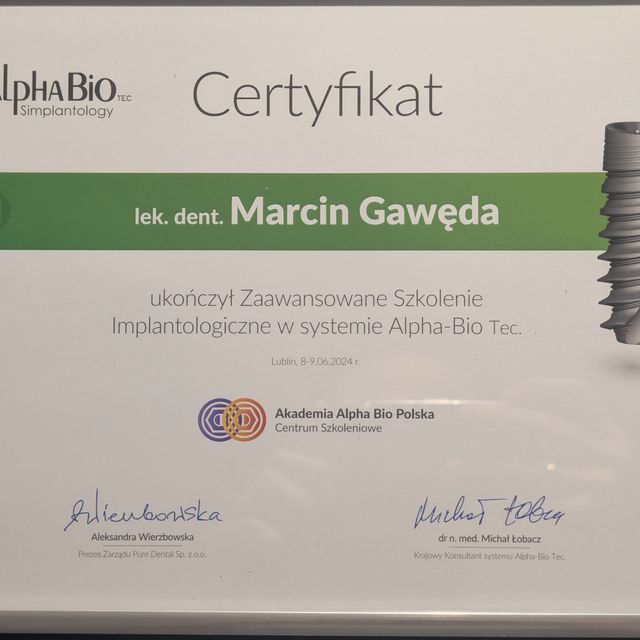 AlphaBio TEC
Simplantology
Certyfikat
lek. dent. Marcin Gawęda
ukończył Zaawansowane Szkolenie
Implantologiczne w systemie Alpha-Bio Tec.
Lublin, 8-9.06.2024 r.
Akademia Alpha Bio Polska
Centrum Szkoleniowe
AWierzbowska
Michał Łobacz
Aleksandra Wierzbowska
dr n. med. Michał Łobacz
Prezes Zarządu Pure Dental Sp. z o.o.
Krajowy Konsultant systemu Alpha-Bio Tec.